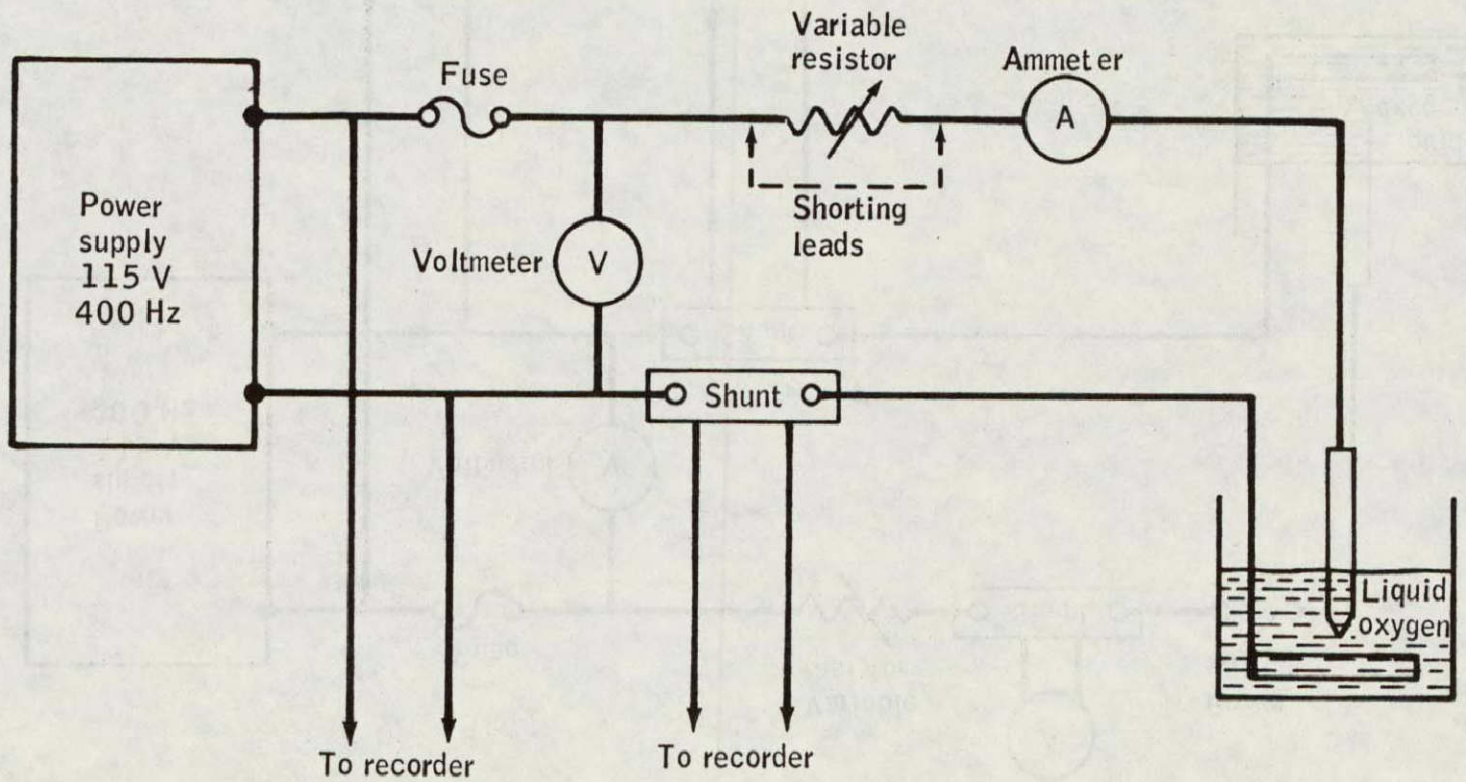 Variable
resistor
Ammeter
Fuse
A
Power
supply
115 V
400 Hz
Shorting
leads
Voltmeter
V
Shunt
Liquid
oxygen
To recorder
To recorder